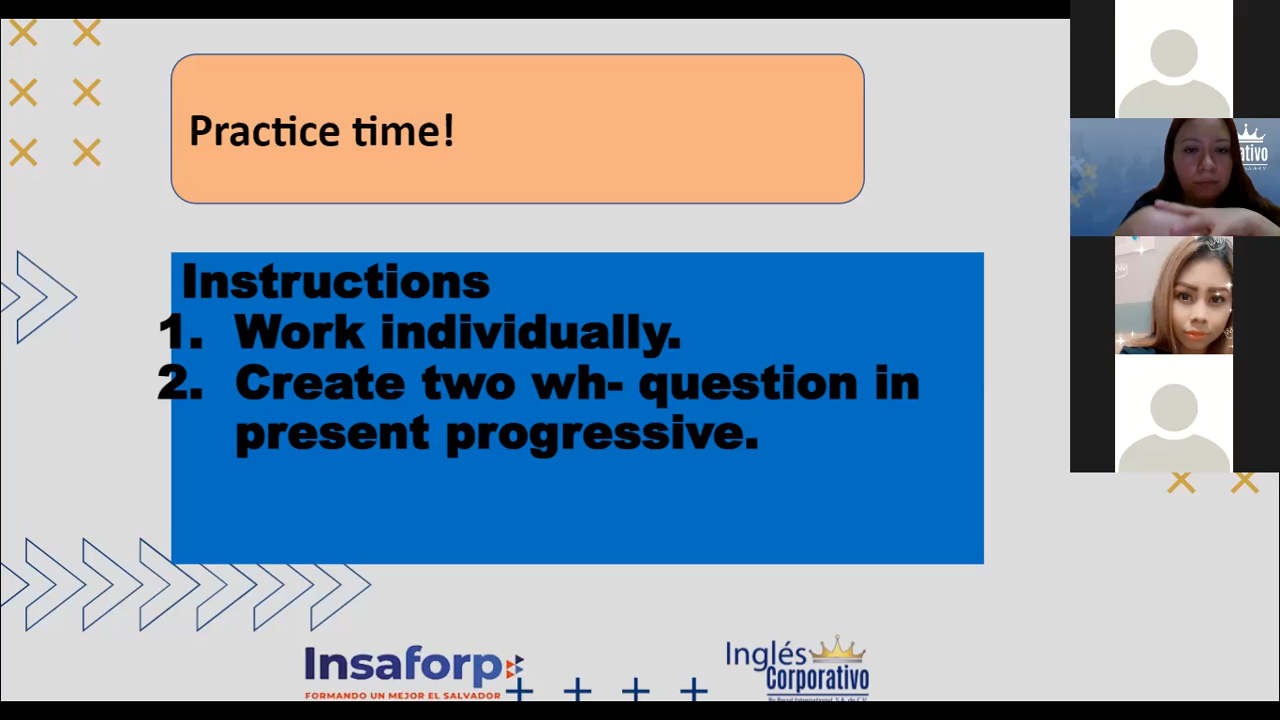 Practice time!
Instructions
1. Work individually.
2. Create two wh- question in
present progressive.
Insaforp
FORMANDO UN MEJOR EL SALVADOR
Inglés
Corporativo
ativo